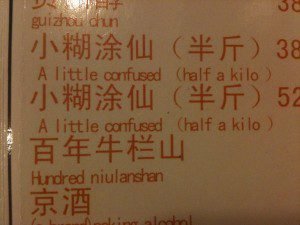 guizhou chun
小糊涂仙（半斤）38
A little confused （half a kilo ）
小糊涂仙（半斤）52
A little confused （half a kilo ）
百年牛栏山
Hundred niulanshan
京酒
alcohol